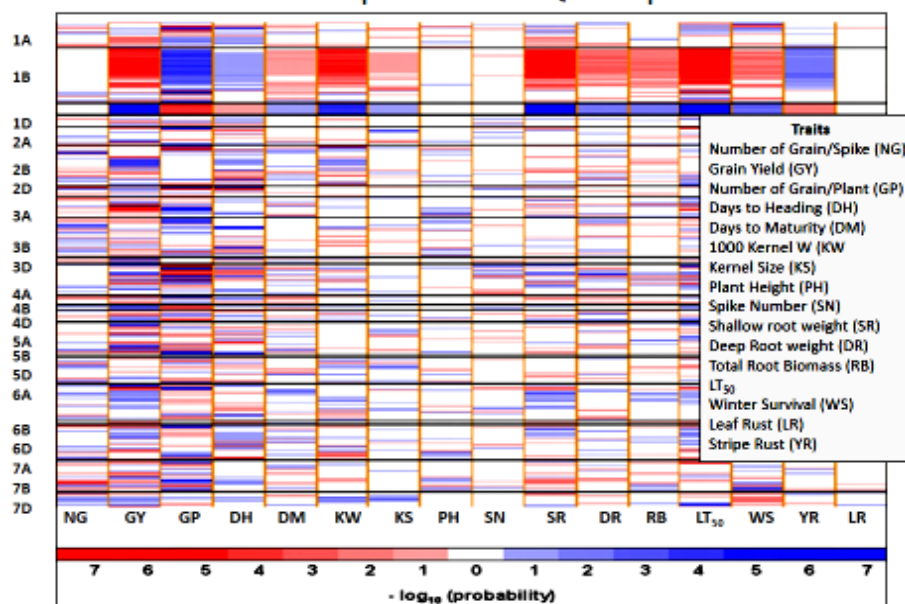 1A
1B
1D
2A
2B
2D
3A
3B
3D
4A
4B
4D
5A
5B
5D
6A
6B
6D
7A
7B
7D
Traits
Number of Grain/Spike (NG)
Grain Yield (GY)
Number of Grain/Plant (GP)
Days to Heading (DH)
Days to Maturity (DM)
1000 Kernel W (KW
Kernel Size (KS)
Plant Height (PH)
Spike Number (SN)
Shallow root weight (SR)
Deep Root weight (DR)
Total Root Biomass (RB)
LT50
Winter Survival (WS)
Leaf Rust (LR)
Stripe Rust (YR)
NG GY GP DH DM KW KS PH SN SR DR RB LT50 WS YR LR
7 6 5 4 3 2 1 0 1 2 3 4 5 6 7
- log10 (probability)